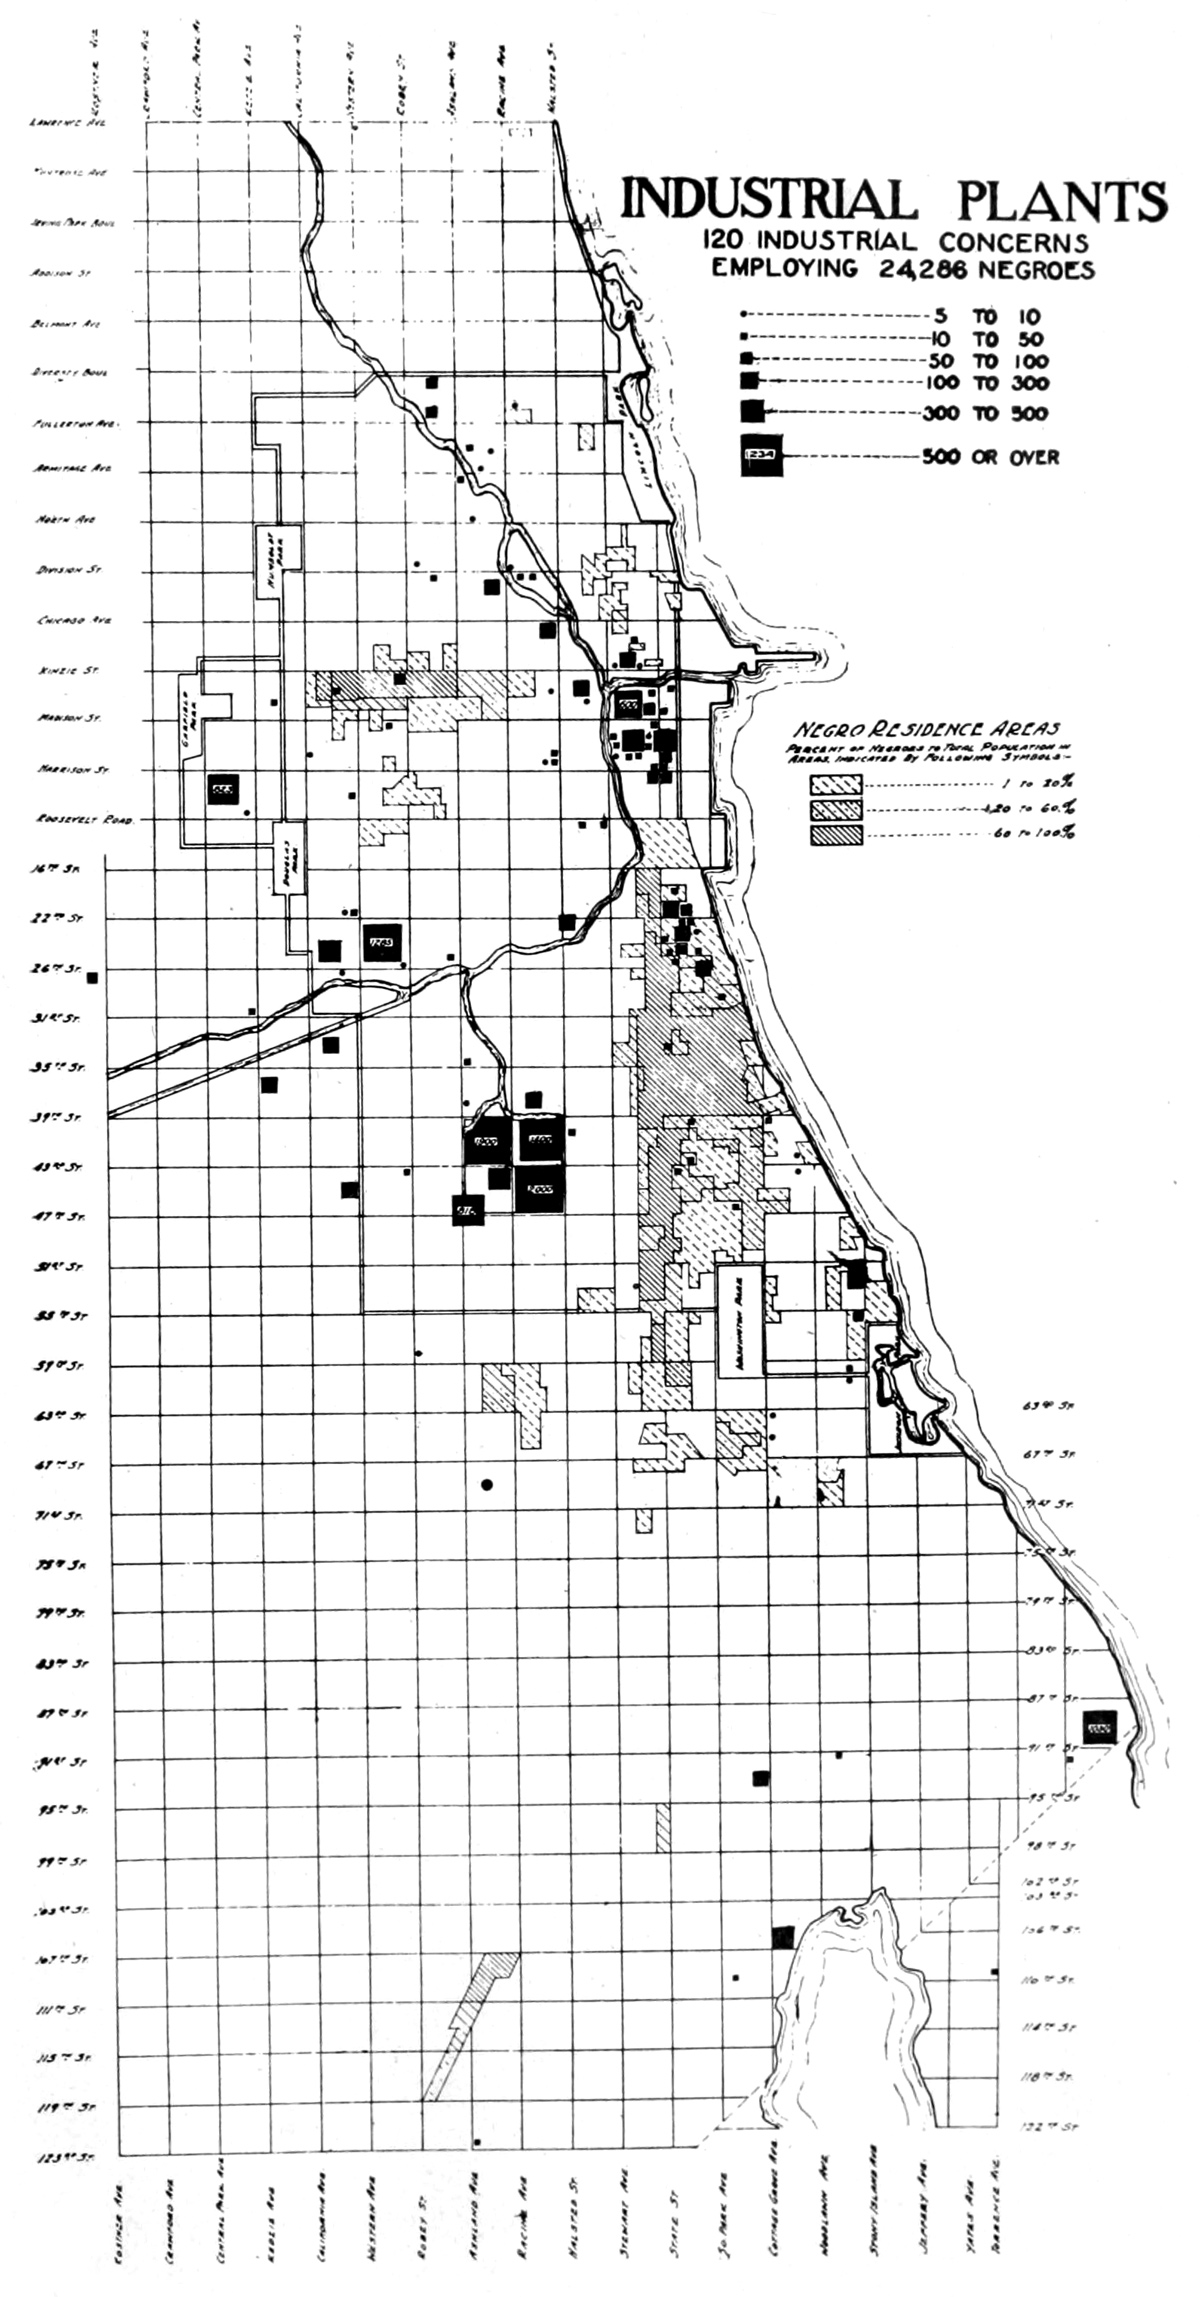 KOSTNER AVE
CRAWFORD AVE
CENTRAL PARK AV
KEDZIE AVE
CALIFORNIA AVE
WESTERN AVE
ROBEY ST
ASHLAND AVE
RACINE AVE
HALSTED ST
LAWRENCE AVE
MONTROSE AVE
IRVING PARK BOUL
ADDISON ST
BELMONT AVE
DIVERSEY BOUL
FULLERTON AVE.
ARMITAGE AVE
NORTH AVE
DIVISION ST.
CHICAGO AVE
KINZIE ST.
MADISON ST.
HARRISON ST.
ROOSEVELT ROAD.
16TH ST.
22ND ST
26TH ST.
31ST ST.
35TH ST.
39TH ST.
43RD ST.
47TH ST.
51ST ST.
55TH ST
59TH ST.
63RD ST.
67TH ST.
71ST ST.
75TH ST.
79TH ST.
83RD ST
87TH ST
91ST ST
95TH ST.
99TH ST.
103RD ST.
107TH ST.
111TH ST.
115TH ST.
119TH ST.
123RD ST.
INDUSTRIAL PLANTS
120 INDUSTRIAL CONCERNS
EMPLOYING 24,286 NEGROES
5 TO 10
10 TO 50
50 TO 100
100 TO 300
300 TO 500
1234 500 OR OVER
LINCOLN PARK
HUMBOLDT PARK
GARFIELD PARK
DOUGLAS PARK
NEGRO RESIDENCE AREAS
PERCENT OF NEGROES TO TOTAL POPULATION IN
AREAS, INDICATED BY FOLLOWING SYMBOLS:-
1 TO 20%
20 TO 60.%
60 TO 100%
600
1285
1900
1600
2000
WASHINGTON PARK
63RD ST.
67TH ST.
71ST ST.
75TH ST.
79TH ST.
83RD ST.
87TH ST
91ST ST
95TH ST
98TH ST
102ND ST
103RD ST
106TH ST.
110TH ST.
114TH ST.
118TH ST.
122ND ST
KOSTNER AVE.
CRAWFORD AVE
CENTRAL PARK AVE
KEDZIE AVE
CALIFORNIA AVE
WESTERN AVE
ROBEY ST.
ASHLAND AVE
RACINE AVE
HALSTED ST.
STEWART AVE.
STATE ST
SO PARK AVE
COTTAGE GROVE AVE
WOODLAWN AVE
STONY ISLAND AVE
JEFFERY AVE.
YATES AVE.
TORRENCE AVE.